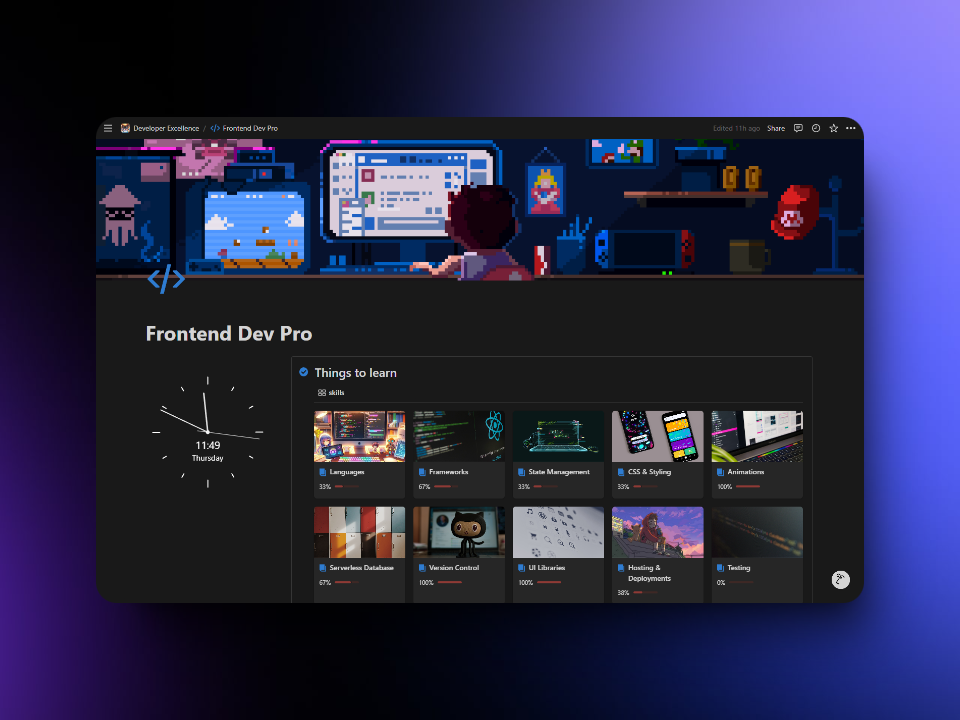 Developer Excellence / </> Frontend Dev Pro
Edited 11h ago Share
</>
Frontend Dev Pro
Things to learn
skills
11:49
Thursday
Languages
33%
Frameworks
67%
State Management
33%
CSS & Styling
33%
Animations
100%
Serverless Database
67%
Version Control
100%
UI Libraries
100%
Hosting &
Deployments
38%
Testing
0%